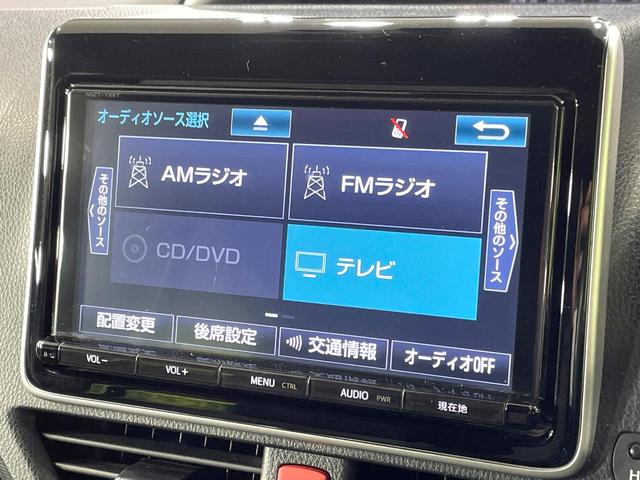 NSZT-Y66T
オーディオソース選択
AMラジオ
FMラジオ
その他のソース
その他のソース
CD/DVD
テレビ
配置変更
後席設定
交通情報
オーディオOFF
VOL−
VOL+
MENU CTRL
AUDIO PWR
現在地
H